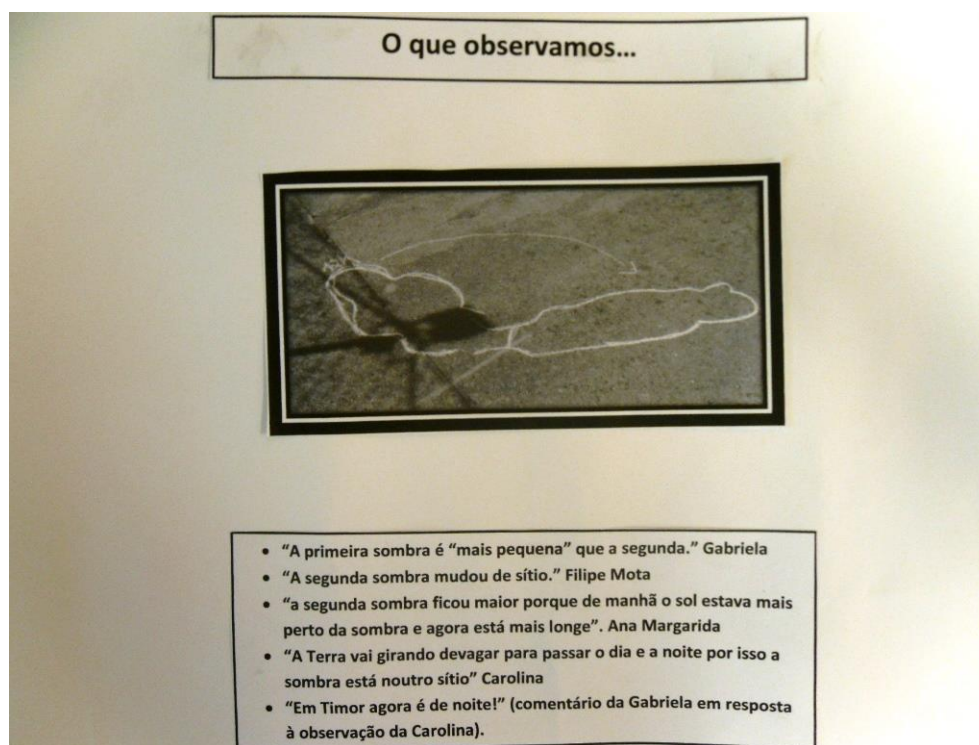 O que observamos...
• “A primeira sombra é “mais pequena” que a segunda.” Gabriela
• “A segunda sombra mudou de sítio.” Filipe Mota
• “a segunda sombra ficou maior porque de manhã o sol estava mais
perto da sombra e agora está mais longe”. Ana Margarida
• “A Terra vai girando devagar para passar o dia e a noite por isso a
sombra está noutro sítio” Carolina
• “Em Timor agora é de noite!” (comentário da Gabriela em resposta
à observação da Carolina).